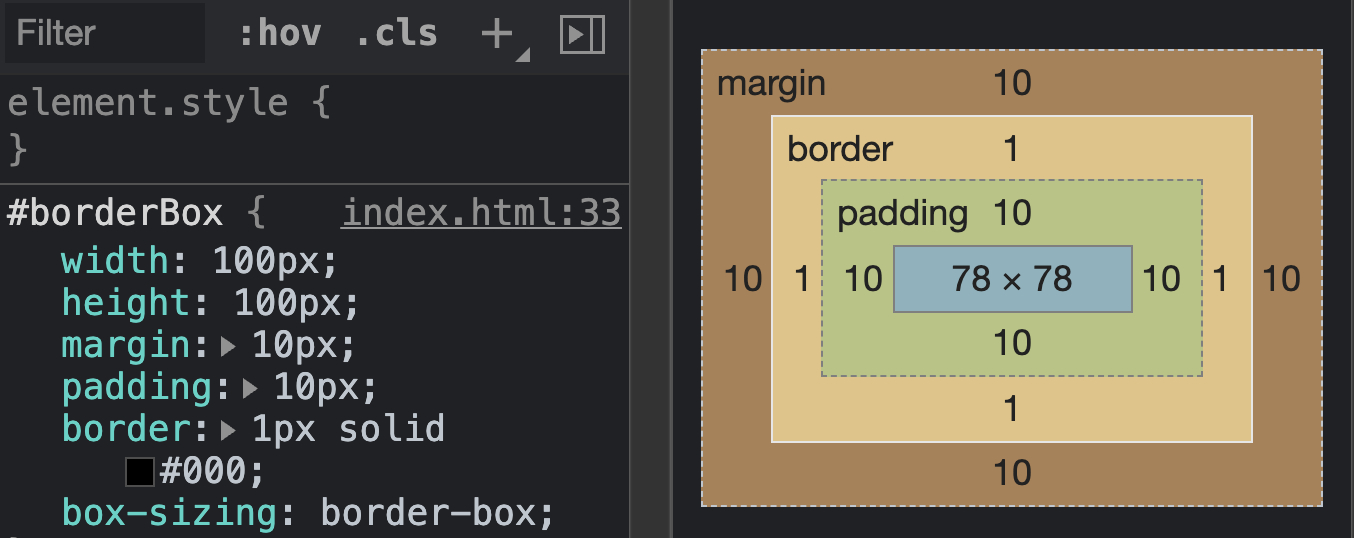 Filter :hov .cls
element.style {
}
#borderBox { index.html:33
width: 100px;
height: 100px;
margin: 10px;
padding: 10px;
border: 1px solid
#000;
box-sizing: border-box;
margin 10
border 1
padding 10
10 1 10 78 × 78 10 1 10
10
1
10